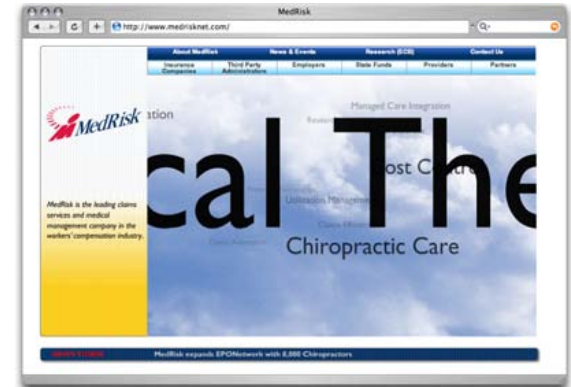 MedRisk
http://www.medrisknet.com/
Q-
About MedRisk
News & Events
Research (ECS)
Contact Us
Insurance Companies
Third Party Administrators
Employers
State Funds
Providers
Partners
MedRisk
ation
Managed Care Integration
cal The
ost C
Utilization Management
Chiropractic Care
MedRisk is the leading claims
services and medical
management company in the
workers' compensation industry.
MedRisk expands EPONetwork with 8,000 Chiropractors